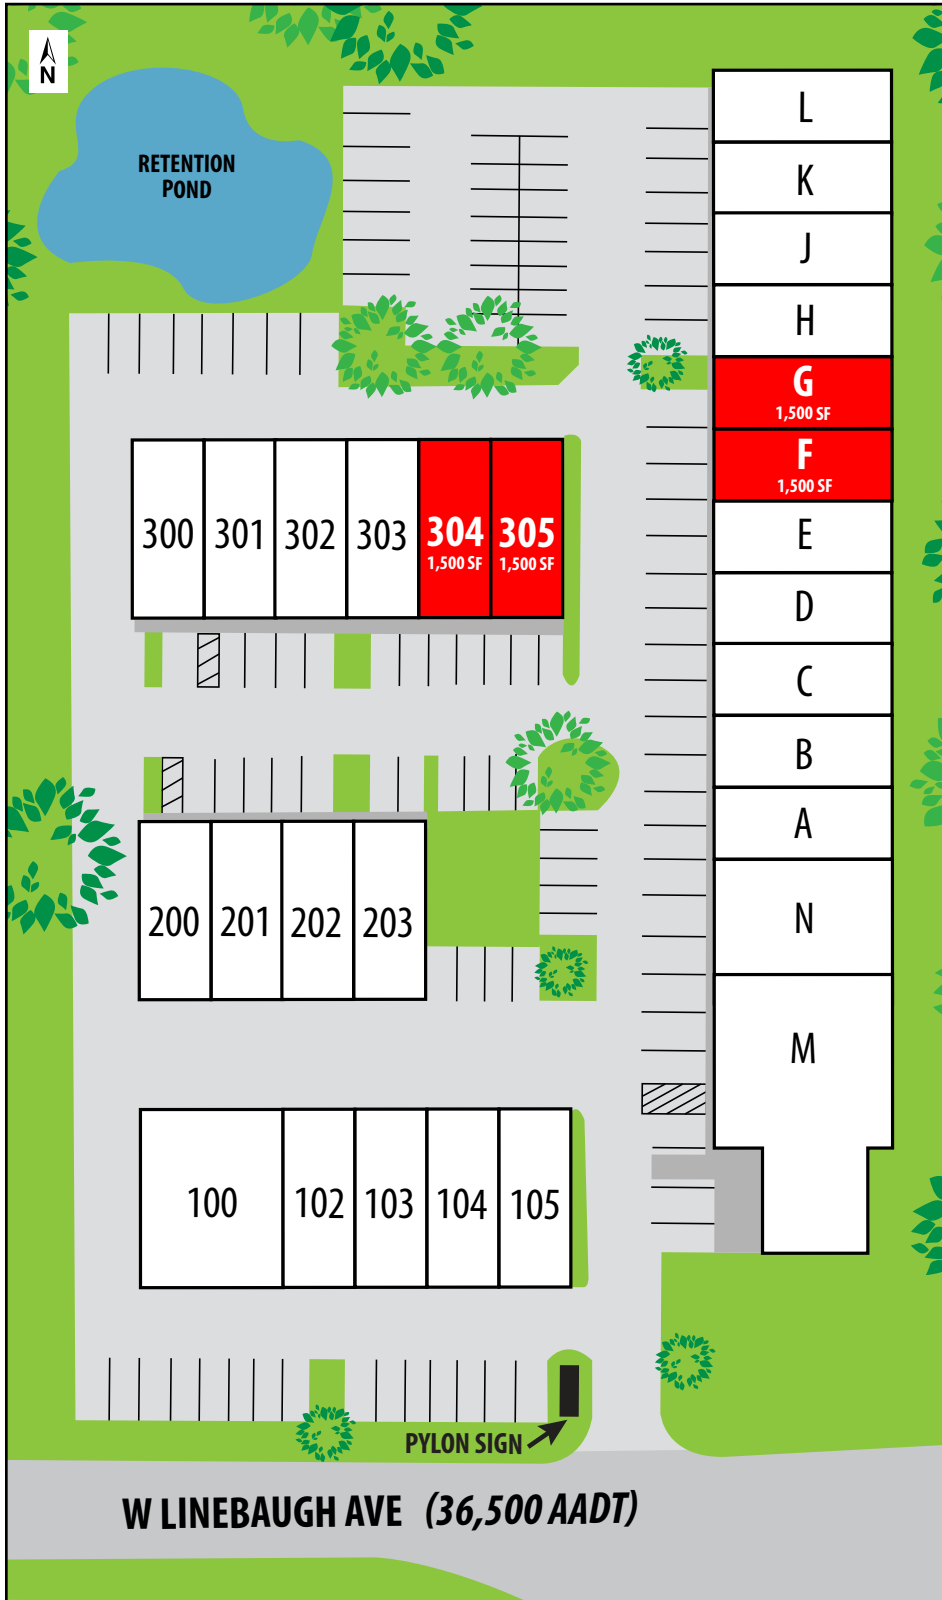 N
RETENTION
POND
L
K
J
H
G
1,500 SF
F
1,500 SF
E
D
C
B
A
N
M
300 301 302 303 304 305
1,500 SF 1,500 SF
200 201 202 203
100 102 103 104 105
PYLON SIGN
W LINEBAUGH AVE (36,500 AADT)